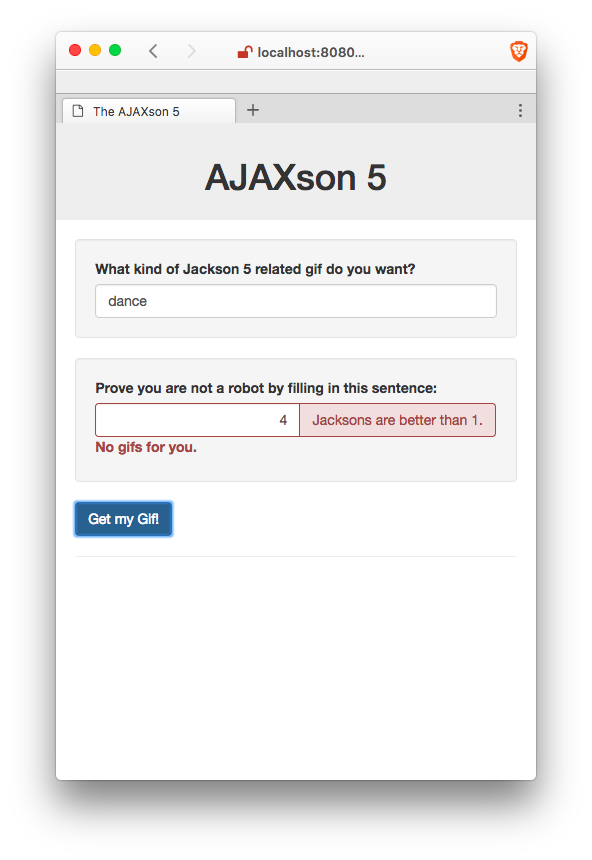 localhost:8080...
The AJAXson 5
AJAXson 5
What kind of Jackson 5 related gif do you want?
dance
Prove you are not a robot by filling in this sentence:
4 Jacksons are better than 1.
No gifs for you.
Get my Gif!